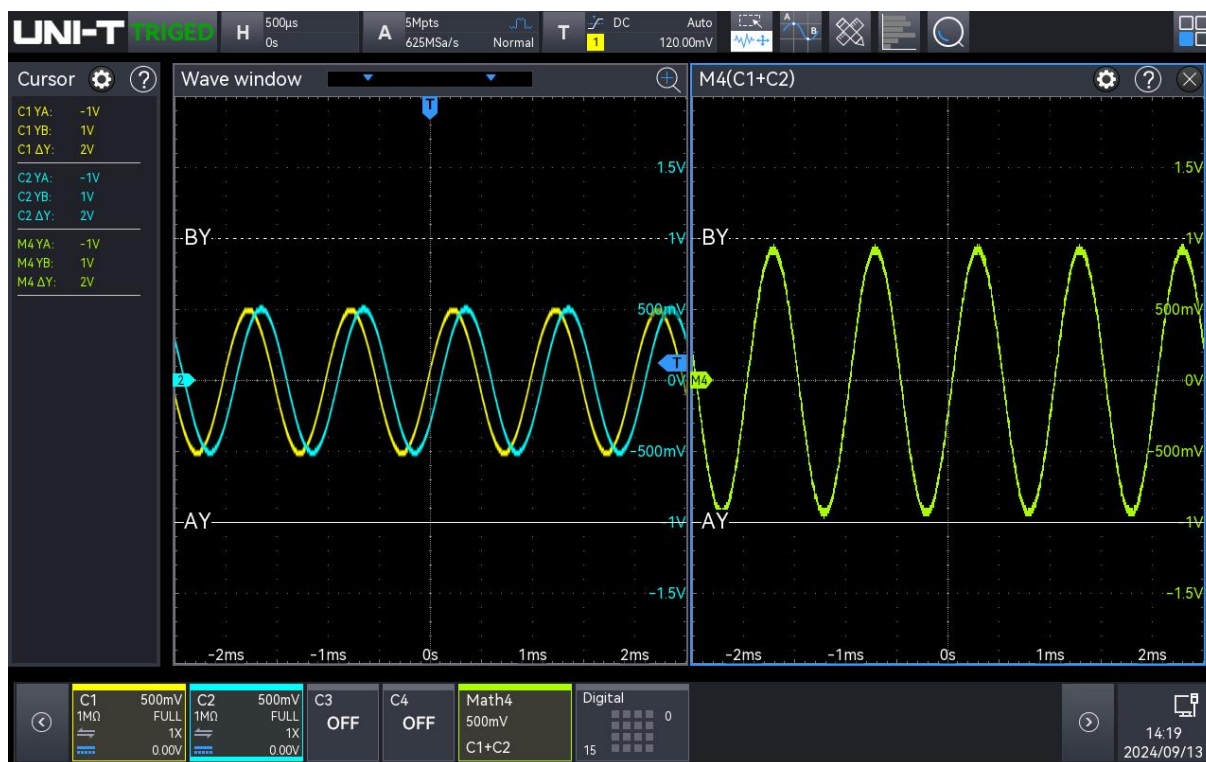 UNI-T TRIGED H 500μs 0s A 5Mpts 625MSa/s Normal T DC 1 Auto 120.00mV A B
Cursor ?
C1 YA: -1V
C1 YB: 1V
C1 ΔY: 2V
C2 YA: -1V
C2 YB: 1V
C2 ΔY: 2V
M4 YA: -1V
M4 YB: 1V
M4 ΔY: 2V
Wave window
T
1.5V
BY 1V
500mV
T
2 0V
-500mV
AY -1V
-1.5V
-2ms -1ms 0s 1ms 2ms
M4(C1+C2) ?
1.5V
BY 1V
500mV
M4 0V
-500mV
AY -1V
-1.5V
-2ms -1ms 0s 1ms 2ms
C1 500mV
1MΩ FULL
1X
0.00V
C2 500mV
1MΩ FULL
1X
0.00V
C3
OFF
C4
OFF
Math4
500mV
C1+C2
Digital
0
15
14:19
2024/09/13